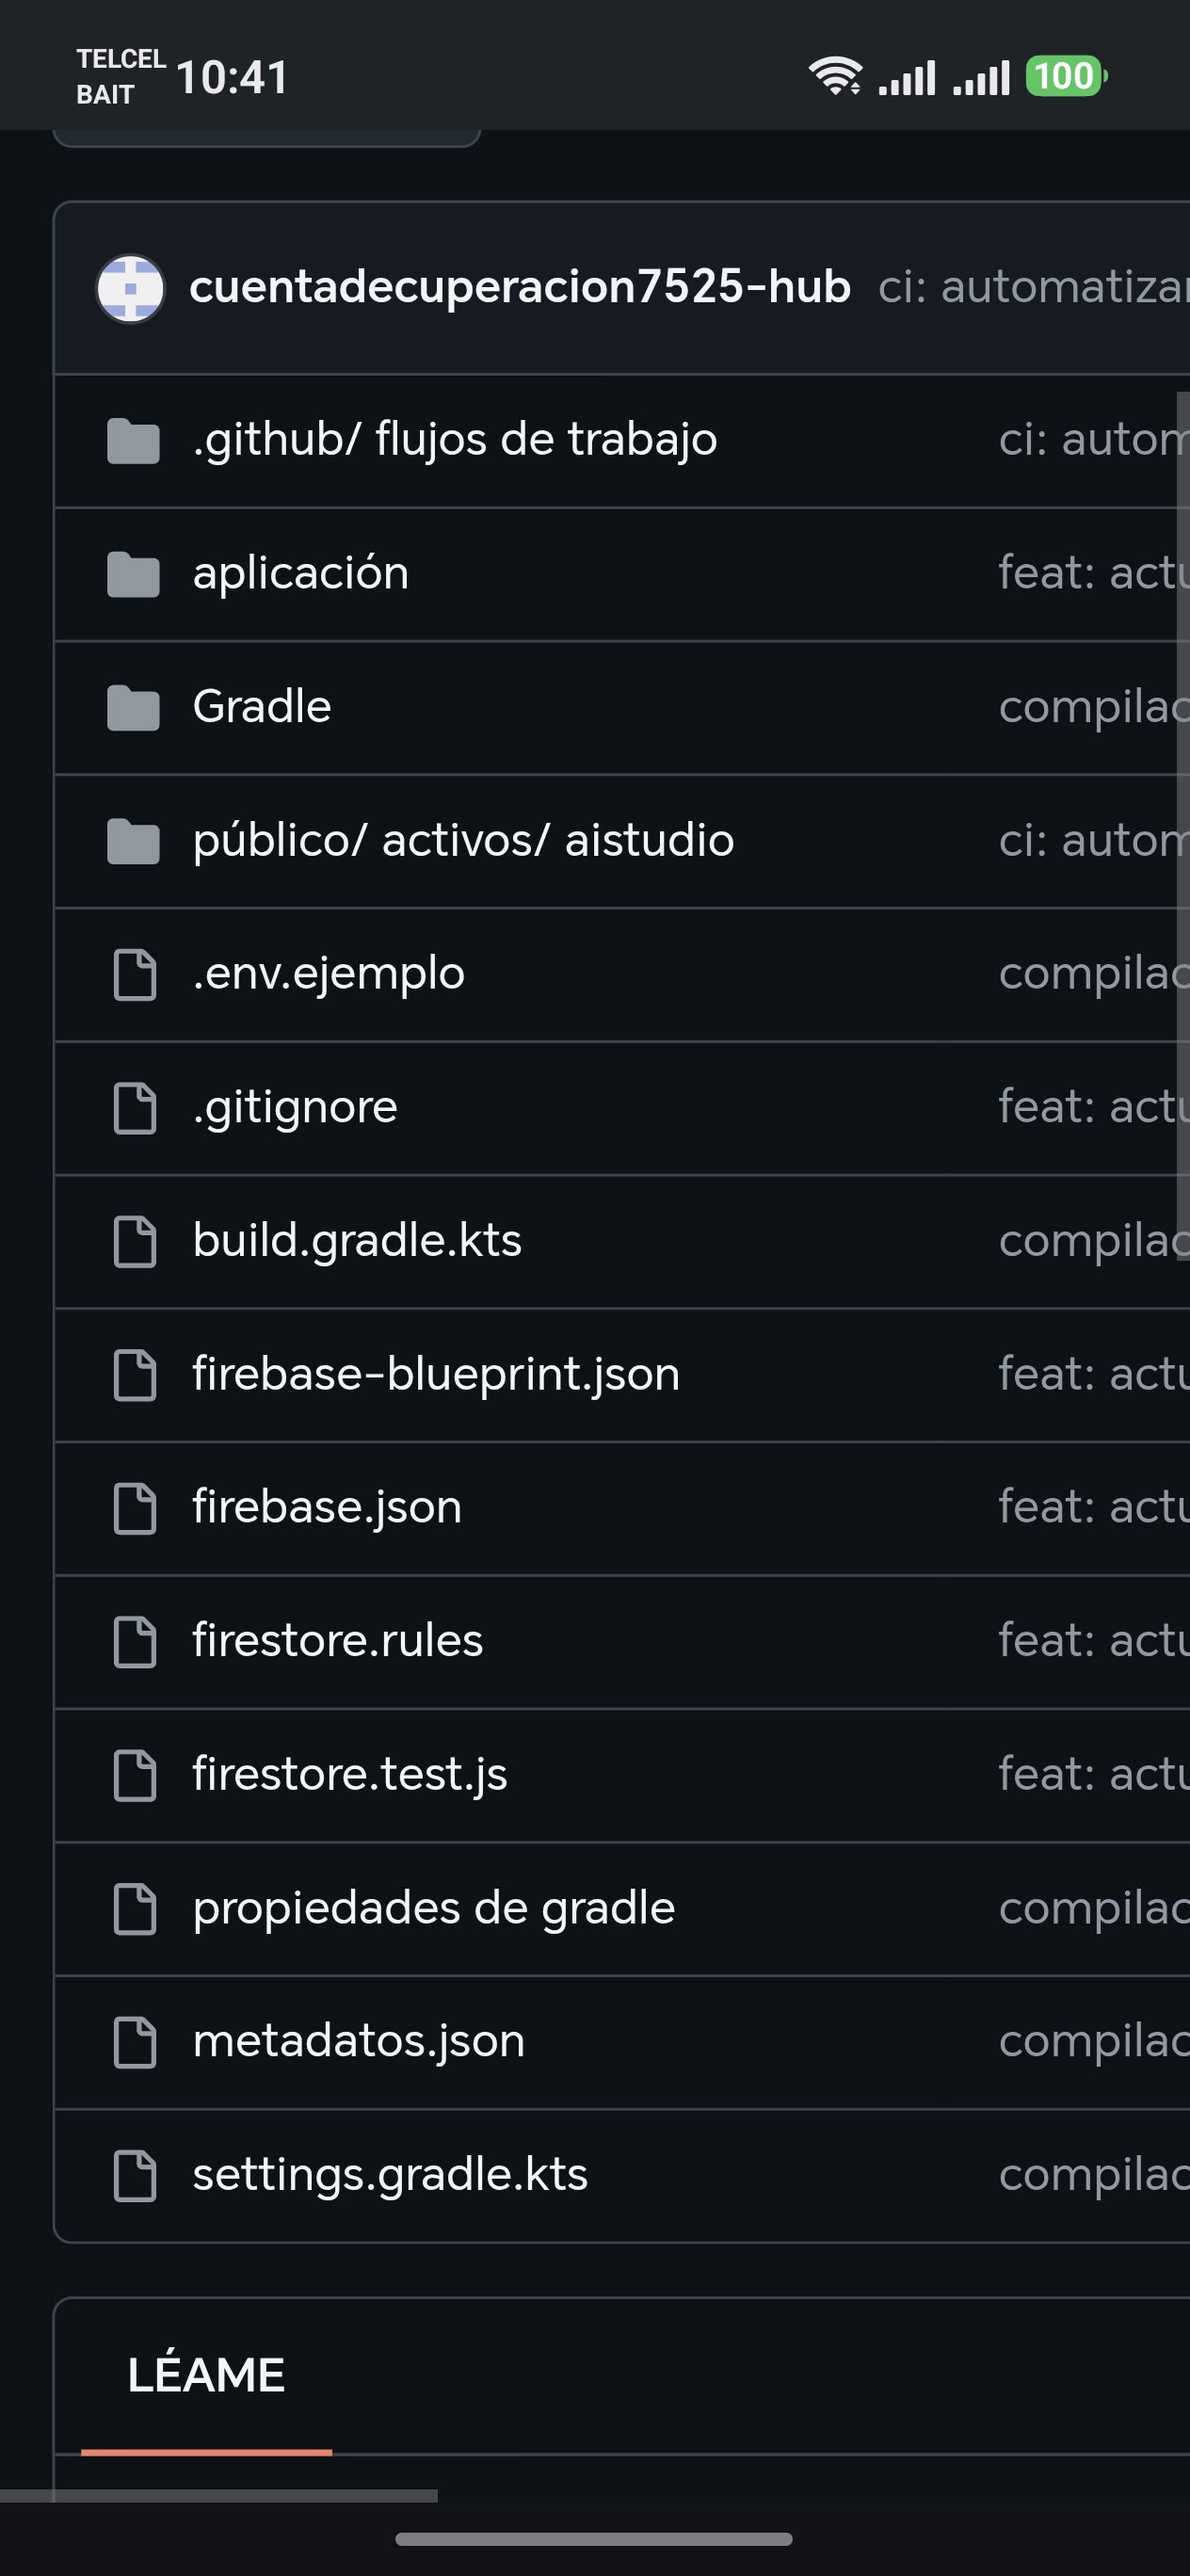 TELCEL
BAIT
10:41
100
cuentadecuperacion7525-hub ci: automatizar
.github/ flujos de trabajo ci: autom
aplicación feat: actu
Gradle compilac
público/ activos/ aistudio ci: autom
.env.ejemplo compilac
.gitignore feat: actu
build.gradle.kts compilac
firebase-blueprint.json feat: actu
firebase.json feat: actu
firestore.rules feat: actu
firestore.test.js feat: actu
propiedades de gradle compilac
metadatos.json compilac
settings.gradle.kts compilac
LÉAME